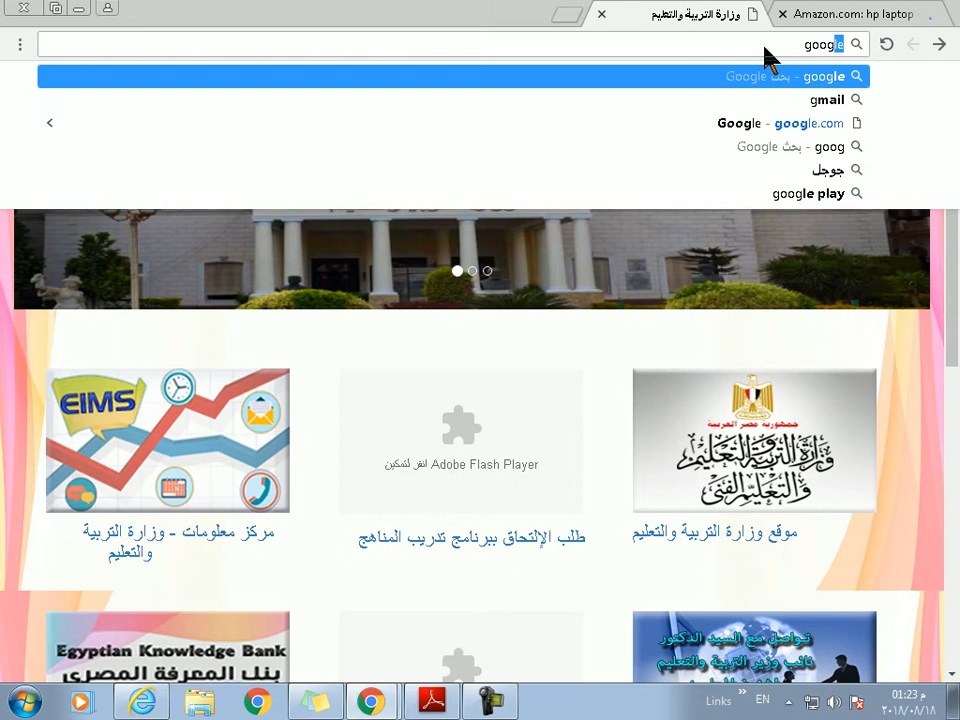 وزارة التربية والتعليم
Amazon.com: hp laptop
google
google - بحث Google
gmail
google.com - Google
goog - بحث Google
جوجل
google play
EIMS
انقر لتمكين Adobe Flash Player
جمهورية مصر العربية
وزارة التربية والتعليم
والتعليم الفنى
موقع وزارة التربية والتعليم
طلب الإلتحاق ببرنامج تدريب المناهج
مركز معلومات - وزارة التربية
والتعليم
Egyptian Knowledge Bank
بنك المعرفة المصرى
تواصل مع السيد الدكتور
نائب وزير التربية والتعليم
Links
EN
01:23 م
٢٠١٨/٠٨/١٨